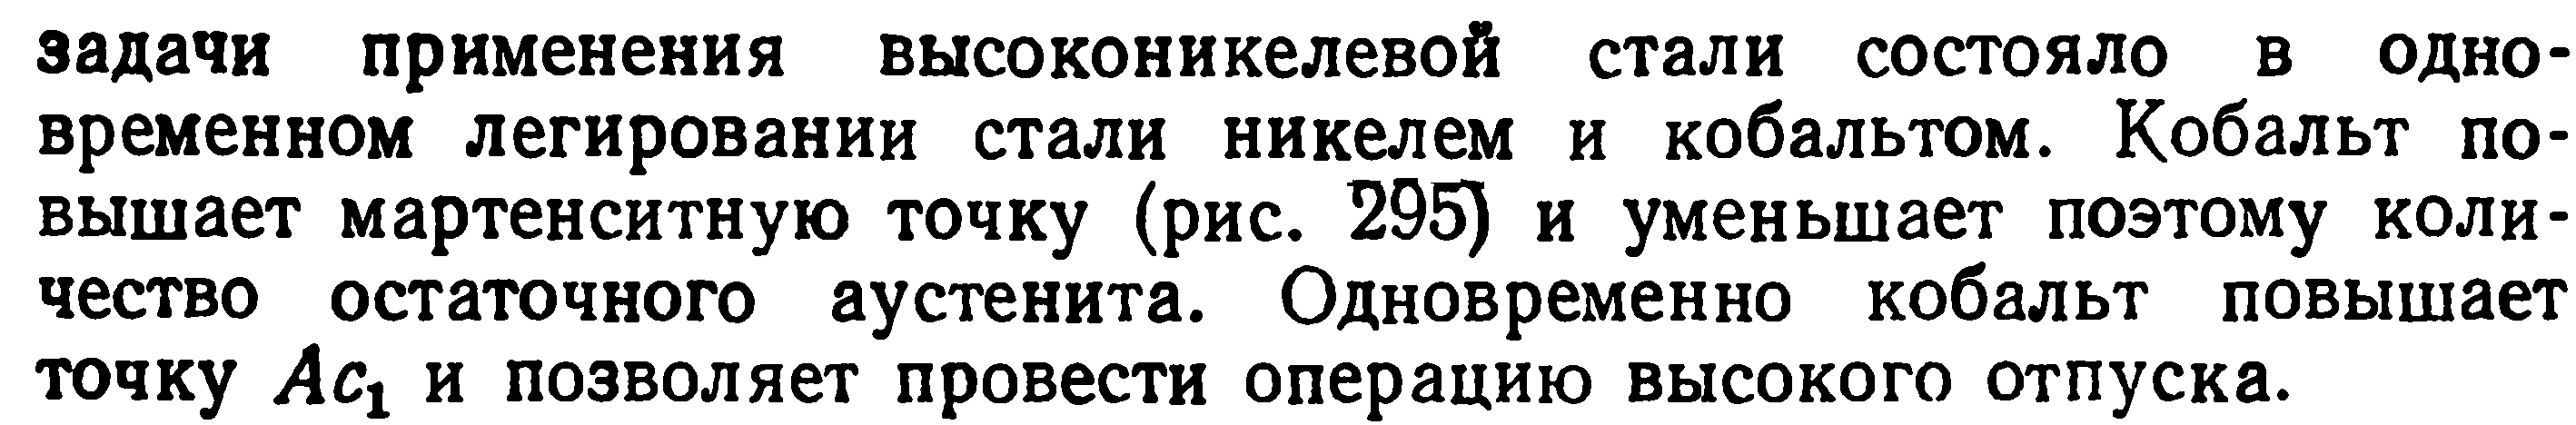 задачи применения высоконикелевой стали состояло в одно-
временном легировании стали никелем и кобальтом. Кобальт по-
вышает мартенситную точку (рис. 295) и уменьшает поэтому коли-
чество остаточного аустенита. Одновременно кобальт повышает
точку Ac₁ и позволяет провести операцию высокого отпуска.